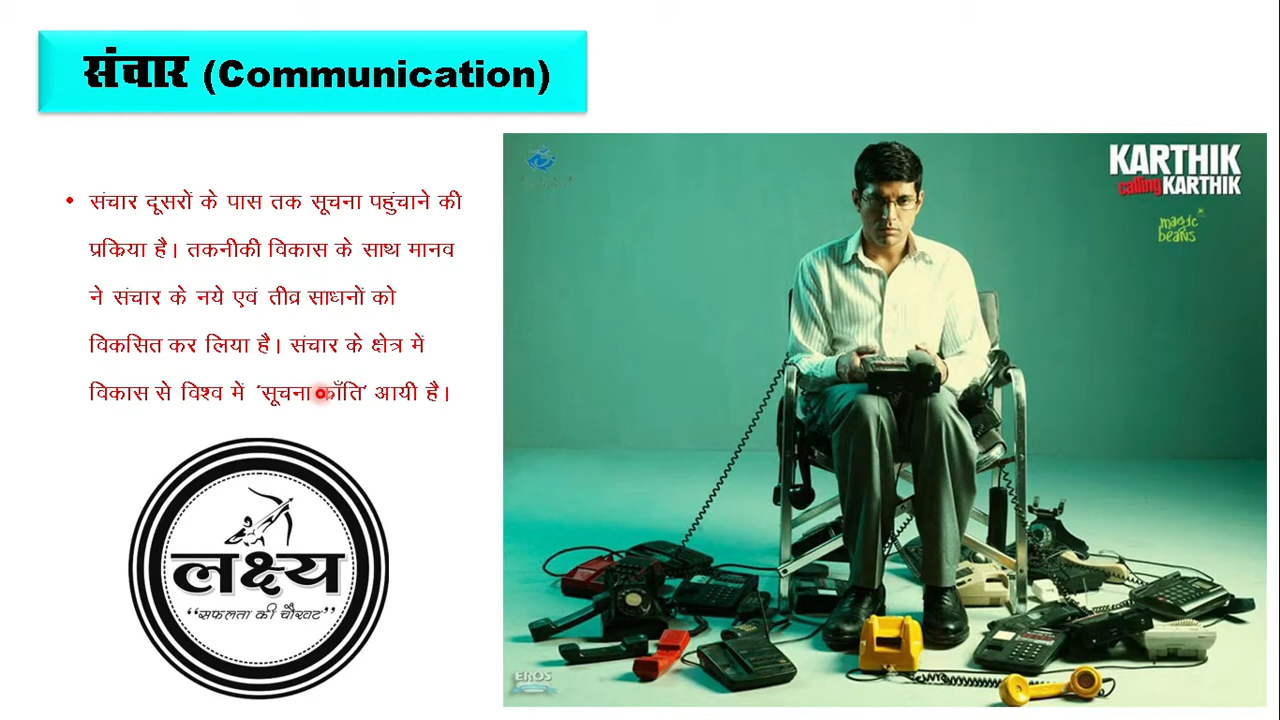 संचार (Communication)
• संचार दूसरों के पास तक सूचना पहुंचाने की
प्रकिया है। तकनीकी विकास के साथ मानव
ने संचार के नये एवं तीव्र साधनों को
विकसित कर लिया है। संचार के क्षेत्र में
विकास से विश्व में ‘सूचना काँति’ आयी है।
KARTHIK
calling KARTHIK
magic
beans
लक्ष्य
“सफलता की चौखट”
EROS